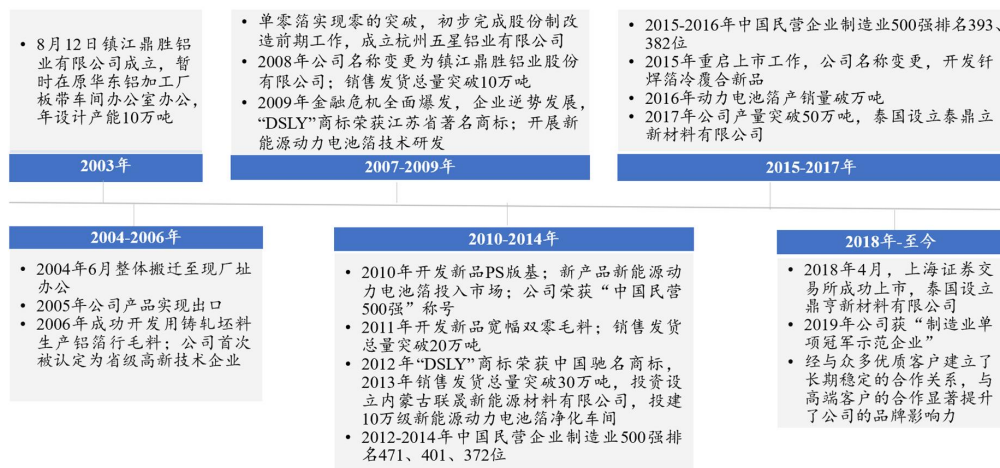 • 8月12日镇江鼎胜铝
业有限公司成立，暂
时在原华东铝加工厂
板带车间办公室办公，
年设计产能10万吨
2003年
• 单零箔实现零的突破，初步完成股份制改
造前期工作，成立杭州五星铝业有限公司
• 2008年公司名称变更为镇江鼎胜铝业股份
有限公司；销售发货总量突破10万吨
• 2009年金融危机全面爆发，企业逆势发展，
“DSLY”商标荣获江苏省著名商标；开展新
能源动力电池箔技术研发
2007-2009年
• 2015-2016年中国民营企业制造业500强排名393、
382位
• 2015年重启上市工作，公司名称变更，开发钎
焊箔冷覆合新品
• 2016年动力电池箔产销量破万吨
• 2017年公司产量突破50万吨，泰国设立泰鼎立
新材料有限公司
2015-2017年
2004-2006年
• 2004年6月整体搬迁至现厂址
办公
• 2005年公司产品实现出口
• 2006年成功开发用铸轧坯料
生产铝箔行毛料；公司首次
被认定为省级高新技术企业
2010-2014年
• 2010年开发新品PS版基；新产品新能源动
力电池箔投入市场；公司荣获“中国民营
500强”称号
• 2011年开发新品宽幅双零毛料；销售发货
总量突破20万吨
• 2012年“DSLY”商标荣获中国驰名商标，
2013年销售发货总量突破30万吨，投资设
立内蒙古联晟新能源材料有限公司，投建
10万级新能源动力电池箔净化车间
• 2012-2014年中国民营企业制造业500强排
名471、401、372位
2018年-至今
• 2018年4月，上海证券交
易所成功上市，泰国设立
鼎亨新材料有限公司
• 2019年公司获“制造业单
项冠军示范企业”
• 经与众多优质客户建立了
长期稳定的合作关系，与
高端客户的合作显著提升
了公司的品牌影响力